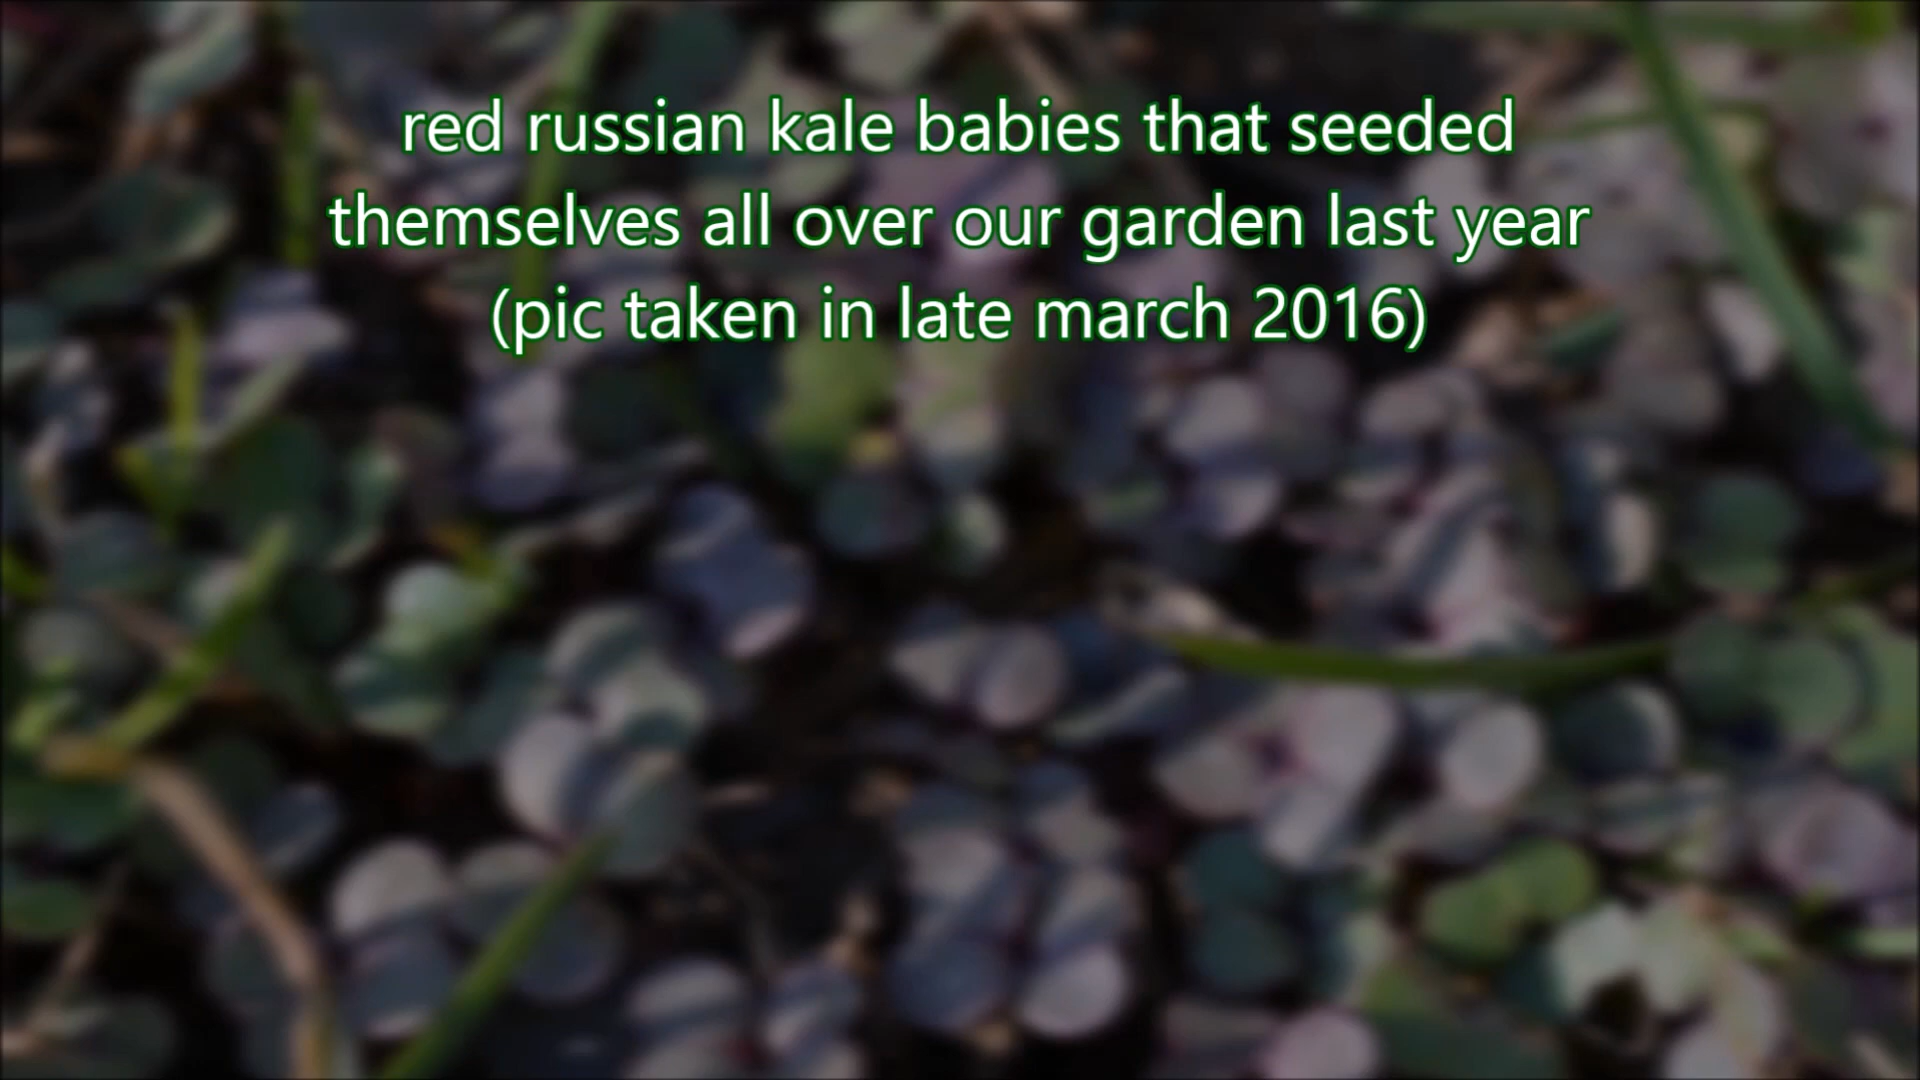 red russian kale babies that seeded
themselves all over our garden last year
(pic taken in late march 2016)